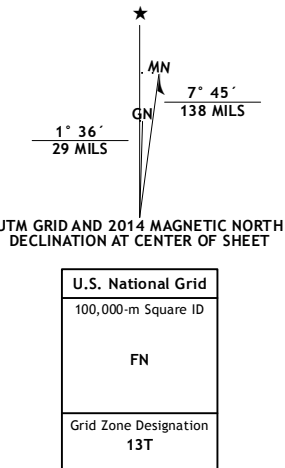 ★
MN
7° 45´
138 MILS
GN
1° 36´
29 MILS
UTM GRID AND 2014 MAGNETIC NORTH
DECLINATION AT CENTER OF SHEET
U.S. National Grid
100,000-m Square ID
FN
Grid Zone Designation
13T